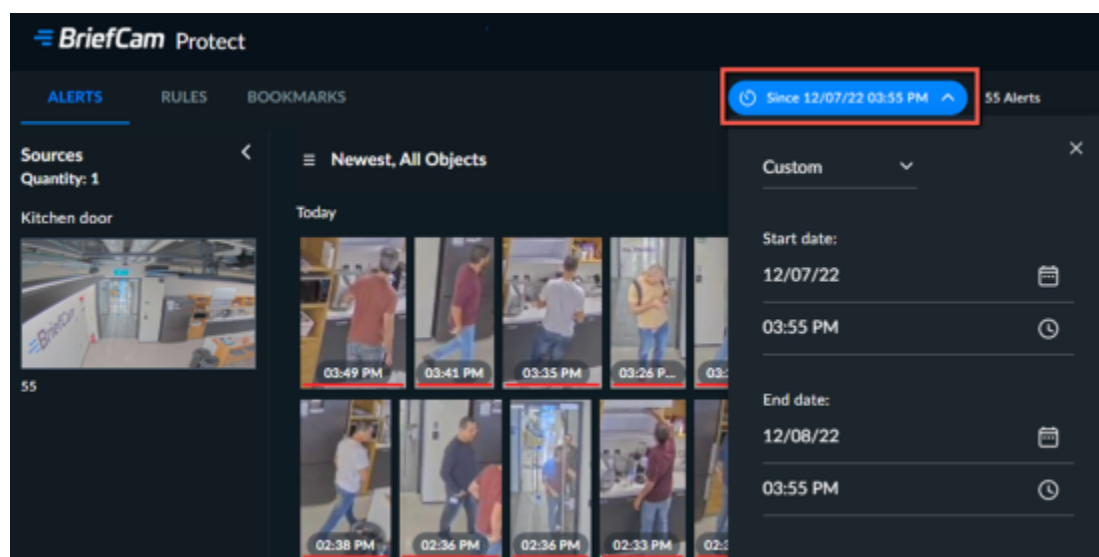 BriefCam Protect
ALERTS RULES BOOKMARKS
Since 12/07/22 03:55 PM
55 Alerts
Sources
Quantity: 1
Kitchen door
BriefCam
55
Newest, All Objects
Today
03:49 PM 03:41 PM 03:35 PM 03:26 P...
02:38 PM 02:36 PM 02:36 PM 02:33 PM
Custom
Start date:
12/07/22
03:55 PM
End date:
12/08/22
03:55 PM